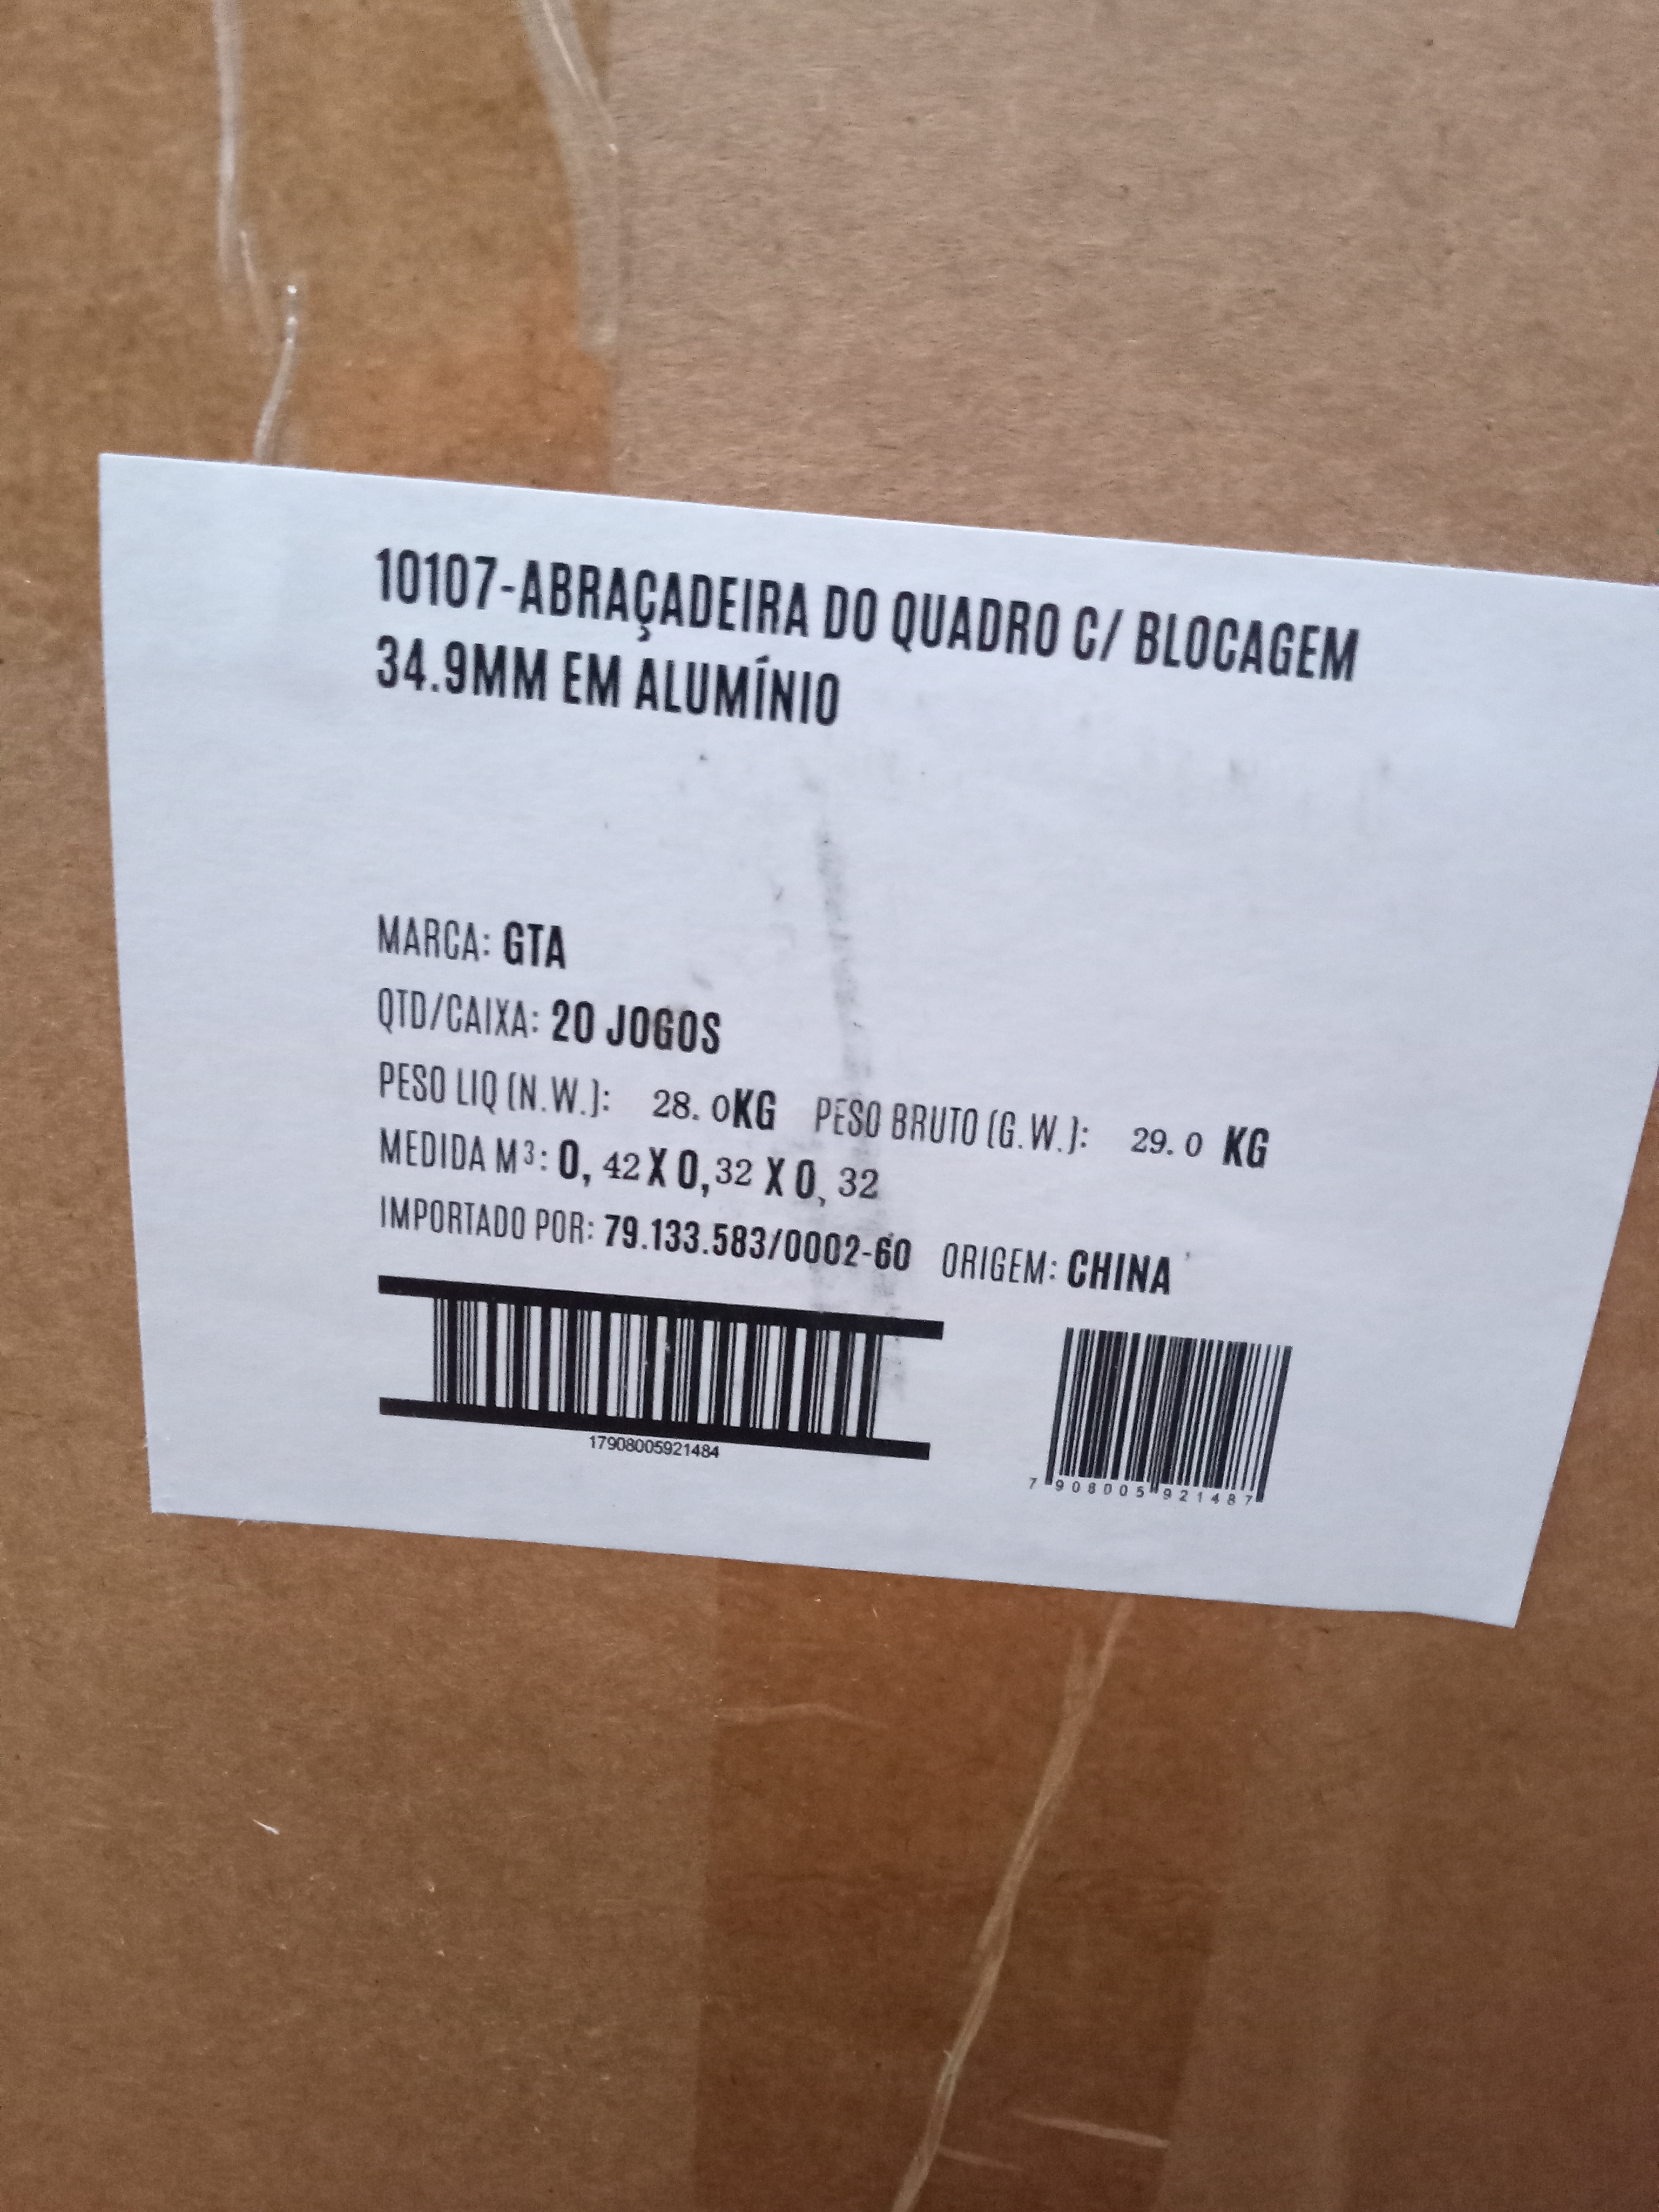 10107-ABRAÇADEIRA DO QUADRO C/ BLOCAGEM
34.9MM EM ALUMÍNIO
MARCA: GTA
QTD/CAIXA: 20 JOGOS
PESO LIQ (N.W.): 28. 0KG PESO BRUTO (G.W.): 29. 0 KG
MEDIDA M³: 0, 42 X 0,32 X 0, 32
IMPORTADO POR: 79.133.583/0002-60 ORIGEM: CHINA
17908005921484
7 908005 921487